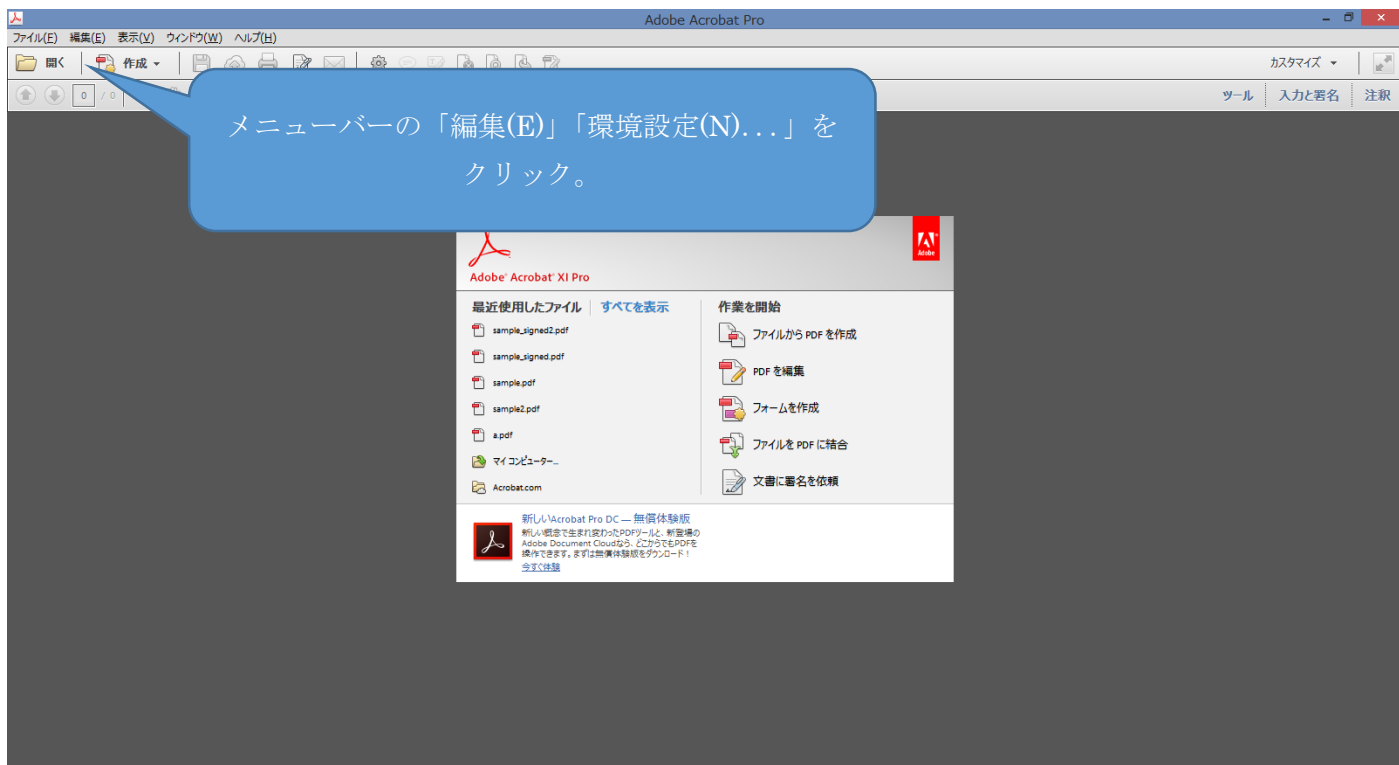 Adobe Acrobat Pro
ファイル(F) 編集(E) 表示(V) ウィンドウ(W) ヘルプ(H)
開く 作成 カスタマイズ
0 / 0 ツール 入力と署名 注釈
メニューバーの「編集(E)」「環境設定(N)...」を
クリック。
Adobe
Adobe® Acrobat® XI Pro
最近使用したファイル すべてを表示
sample_signed2.pdf
sample_signed.pdf
sample.pdf
sample2.pdf
a.pdf
マイ コンピューター...
Acrobat.com
作業を開始
ファイルから PDF を作成
PDF を編集
フォームを作成
ファイルを PDF に結合
文書に署名を依頼
新しいAcrobat Pro DC — 無償体験版
新しい概念で生まれ変わったPDFツールと、新登場の
Adobe Document Cloudなら、どこからでもPDFを
操作できます。まずは無償体験版をダウンロード！
今すぐ体験